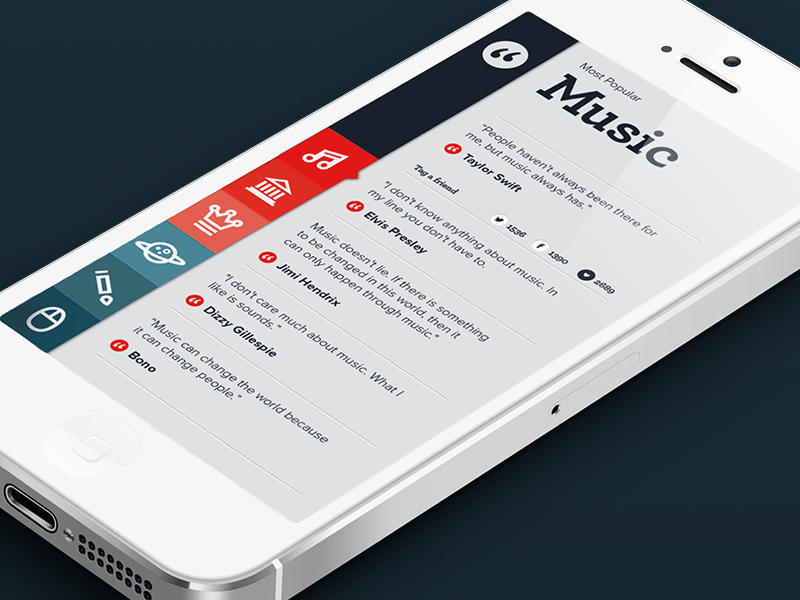 Most Popular
Music
"People haven't always been there for
me, but music always has."
Taylor Swift
Tag a friend
1536
1390
2689
"I don't know anything about music. In
my line you don't have to.
Elvis Presley
Music doesn't lie. If there is something
to be changed in this world, then it
can only happen through music."
Jimi Hendrix
"I don't care much about music. What I
like is sounds."
Dizzy Gillespie
"Music can change the world because
it can change people."
Bono